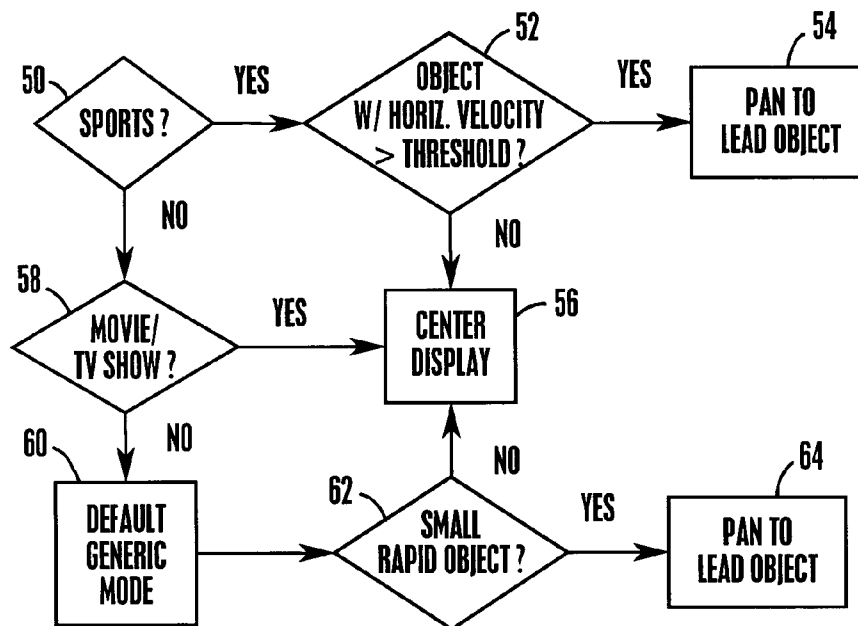 50
SPORTS ?
YES
52
OBJECT
W/ HORIZ. VELOCITY
> THRESHOLD ?
YES
54
PAN TO
LEAD OBJECT
NO
NO
58
MOVIE/
TV SHOW ?
YES
56
CENTER
DISPLAY
NO
60
DEFAULT
GENERIC
MODE
NO
62
SMALL
RAPID OBJECT ?
YES
64
PAN TO
LEAD OBJECT